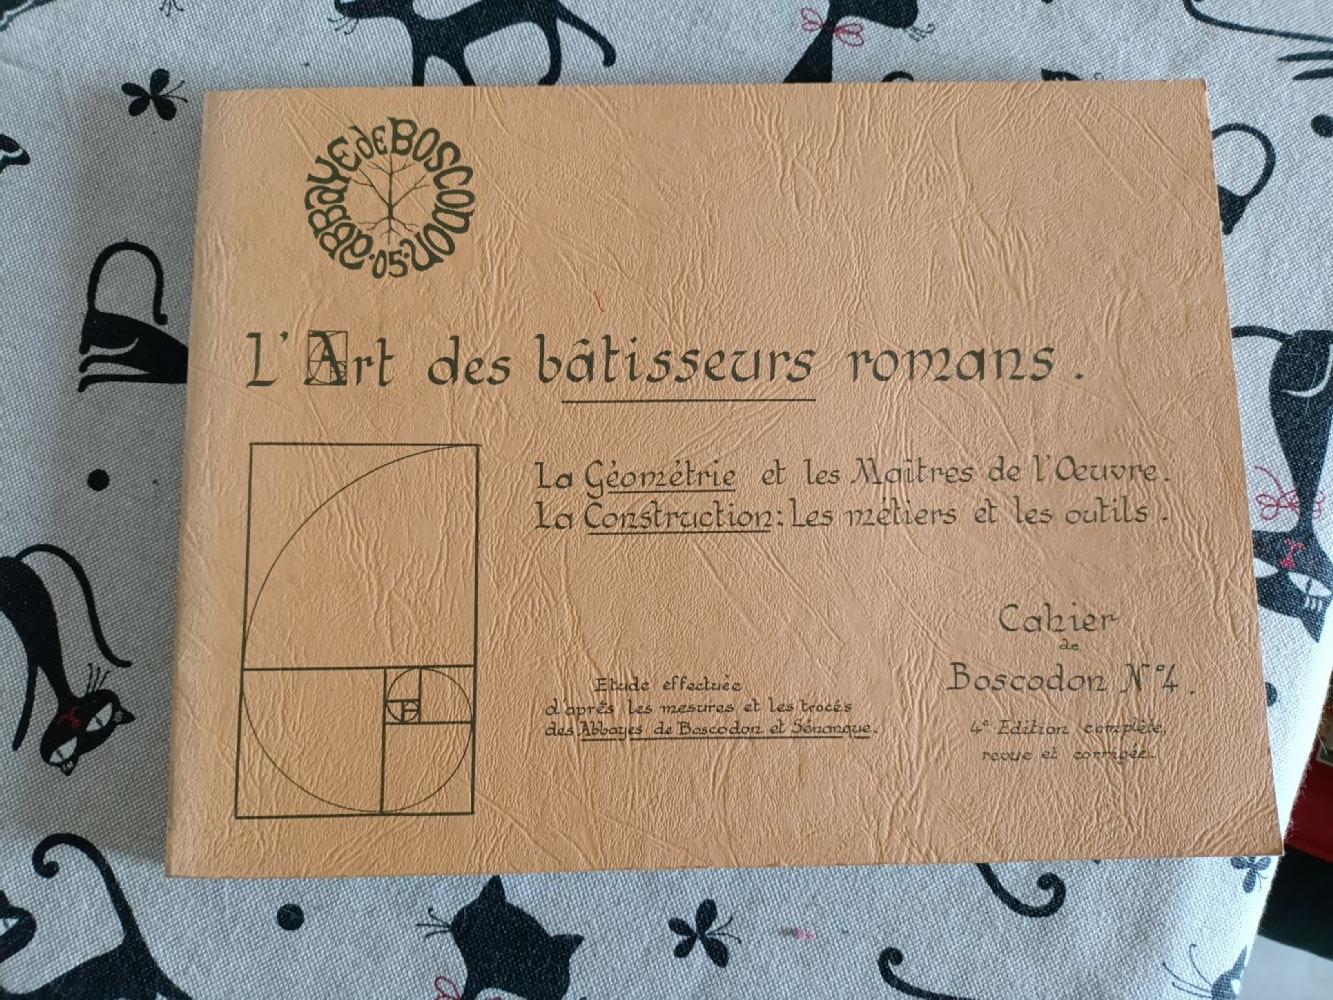 ABBAYE DE BOSCODON .05.
L'Art des bâtisseurs romans.
La Géométrie et les Maîtres de l'Œuvre.
La Construction: Les métiers et les outils.
Cahier
de
Boscodon N°4.
Etude effectuée
d'après les mesures et les tracés
des Abbayes de Boscodon et Sénanque.
4e Edition complète,
revue et corrigée.